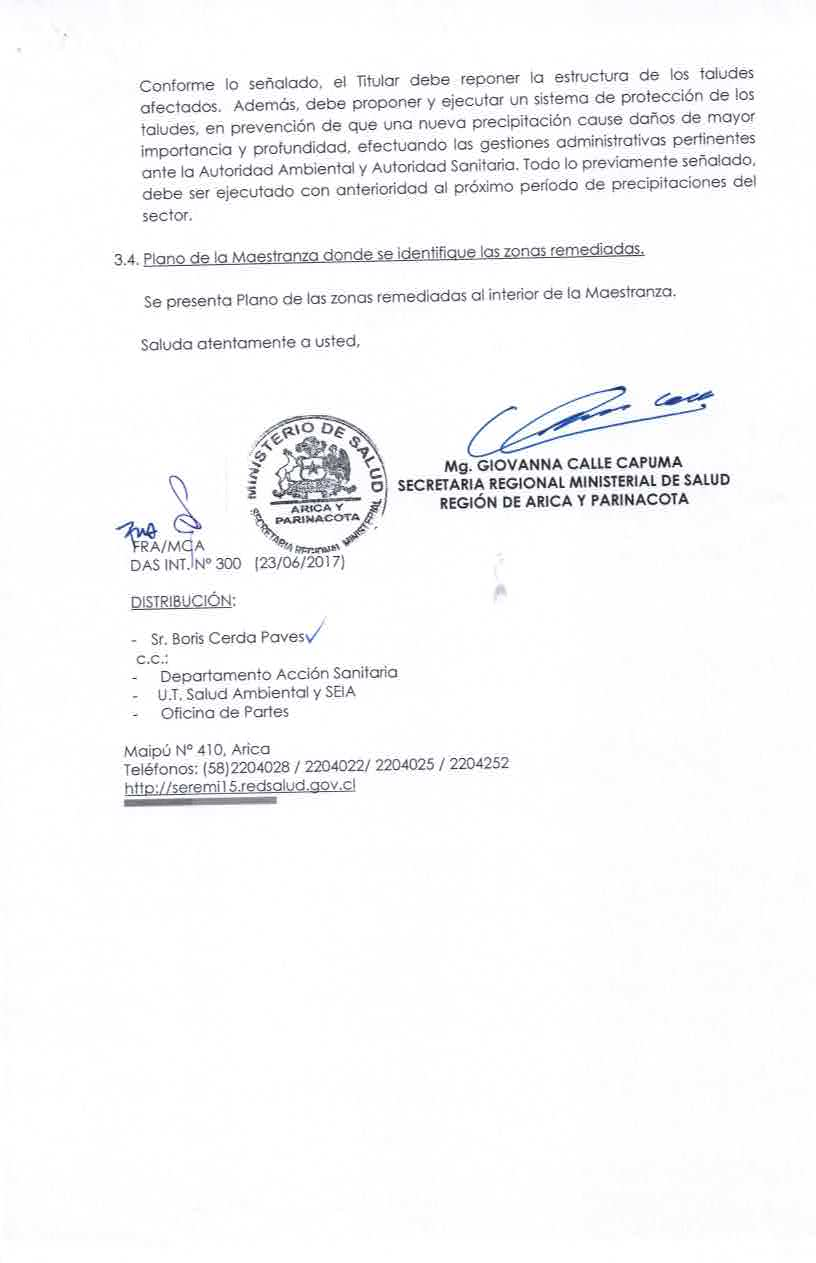 Conforme lo señalado, el Titular debe reponer la estructura de los taludes
afectados. Además, debe proponer y ejecutar un sistema de protección de los
taludes, en prevención de que una nueva precipitación cause daños de mayor
importancia y profundidad, efectuando las gestiones administrativas pertinentes
ante la Autoridad Ambiental y Autoridad Sanitaria. Todo lo previamente señalado,
debe ser ejecutado con anterioridad al próximo período de precipitaciones del
sector.
3.4. Plano de la Maestranza donde se identifique las zonas remediadas.
Se presenta Plano de las zonas remediadas al interior de la Maestranza.
Saluda atentamente a usted,
MINISTERIO DE SALUD
ARICA Y
PARINACOTA
SECRETARIA REGIONAL MINISTERIAL
Mg. GIOVANNA CALLE CAPUMA
SECRETARIA REGIONAL MINISTERIAL DE SALUD
REGIÓN DE ARICA Y PARINACOTA
FRA/MCA
DAS INT. Nº 300 (23/06/2017)
DISTRIBUCIÓN:
- Sr. Boris Cerda Paves
c.c.:
- Departamento Acción Sanitaria
- U.T. Salud Ambiental y SEIA
- Oficina de Partes
Maipú Nº 410, Arica
Teléfonos: (58)2204028 / 2204022/ 2204025 / 2204252
http://seremi15.redsalud.gov.cl